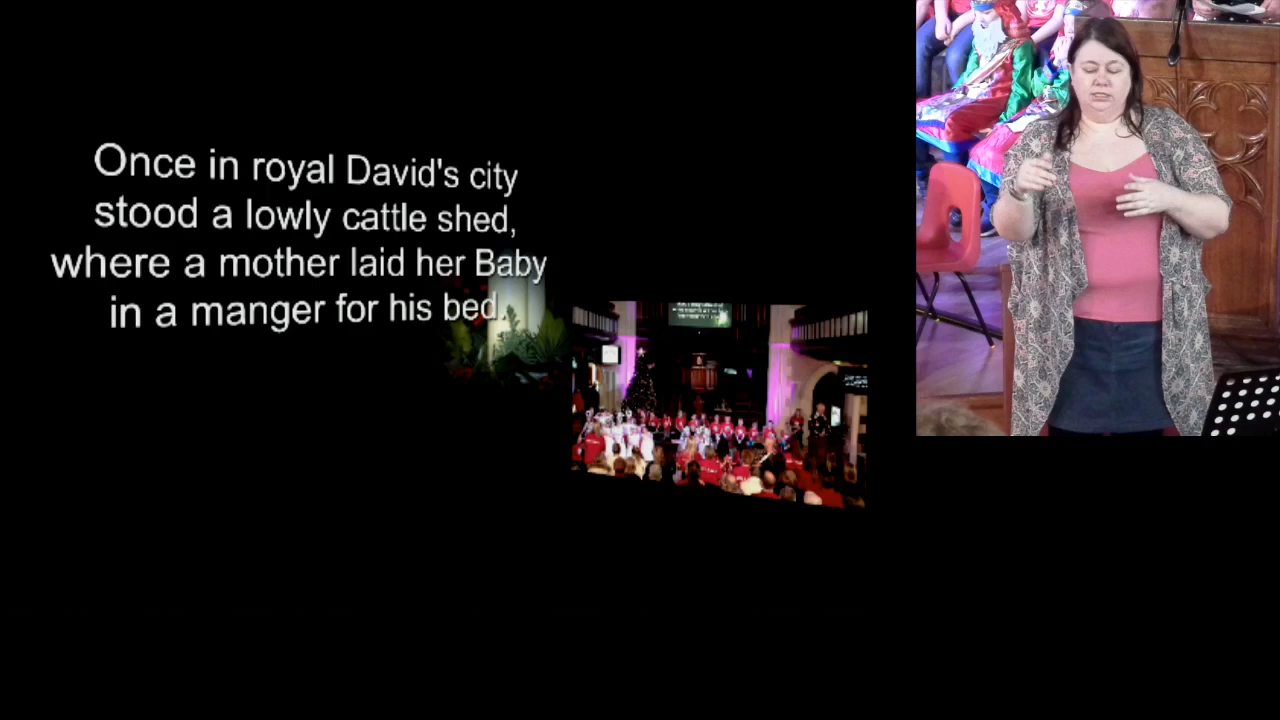 Once in royal David's city
stood a lowly cattle shed,
where a mother laid her Baby
in a manger for his bed.